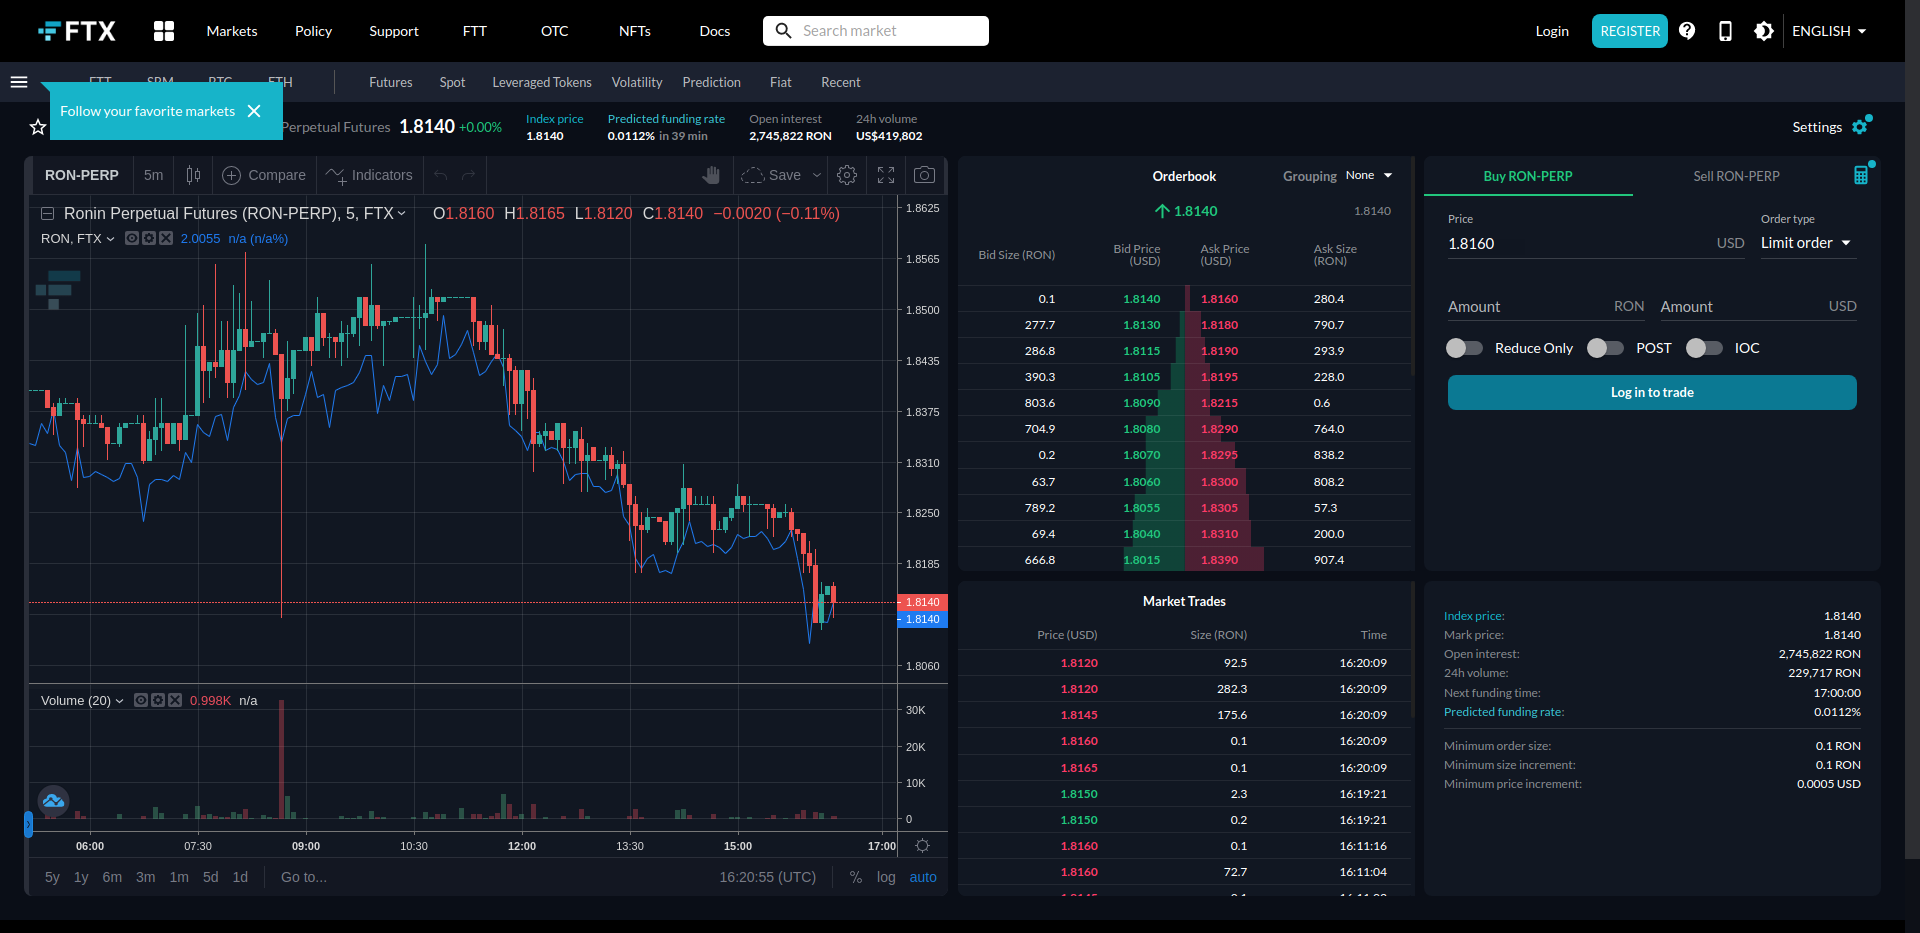 FTX Markets Policy Support FTT OTC NFTs Docs Search market Login REGISTER ENGLISH
Futures Spot Leveraged Tokens Volatility Prediction Fiat Recent
Follow your favorite markets
Perpetual Futures 1.8140 +0.00%
Index price 1.8140
Predicted funding rate 0.0112% in 39 min
Open interest 2,745,822 RON
24h volume US$419,802
Settings
RON-PERP 5m Compare Indicators Save
Ronin Perpetual Futures (RON-PERP), 5, FTX O1.8160 H1.8165 L1.8120 C1.8140 −0.0020 (−0.11%)
RON, FTX 2.0055 n/a (n/a%)
1.8625
1.8565
1.8500
1.8435
1.8375
1.8310
1.8250
1.8185
1.8140
1.8140
1.8060
Volume (20) 0.998K n/a
30K
20K
10K
0
06:00 07:30 09:00 10:30 12:00 13:30 15:00 17:00
5y 1y 6m 3m 1m 5d 1d Go to... 16:20:55 (UTC) % log auto
Orderbook Grouping None
1.8140 1.8140
Bid Size (RON) Bid Price (USD) Ask Price (USD) Ask Size (RON)
0.1 1.8140 1.8160 280.4
277.7 1.8130 1.8180 790.7
286.8 1.8115 1.8190 293.9
390.3 1.8105 1.8195 228.0
803.6 1.8090 1.8215 0.6
704.9 1.8080 1.8290 764.0
0.2 1.8070 1.8295 838.2
63.7 1.8060 1.8300 808.2
789.2 1.8055 1.8305 57.3
69.4 1.8040 1.8310 200.0
666.8 1.8015 1.8390 907.4
Market Trades
Price (USD) Size (RON) Time
1.8120 92.5 16:20:09
1.8120 282.3 16:20:09
1.8145 175.6 16:20:09
1.8160 0.1 16:20:09
1.8165 0.1 16:20:09
1.8150 2.3 16:19:21
1.8150 0.2 16:19:21
1.8160 0.1 16:11:16
1.8160 72.7 16:11:04
Buy RON-PERP Sell RON-PERP
Price Order type
1.8160 USD Limit order
Amount RON Amount USD
Reduce Only POST IOC
Log in to trade
Index price: 1.8140
Mark price: 1.8140
Open interest: 2,745,822 RON
24h volume: 229,717 RON
Next funding time: 17:00:00
Predicted funding rate: 0.0112%
Minimum order size: 0.1 RON
Minimum size increment: 0.1 RON
Minimum price increment: 0.0005 USD